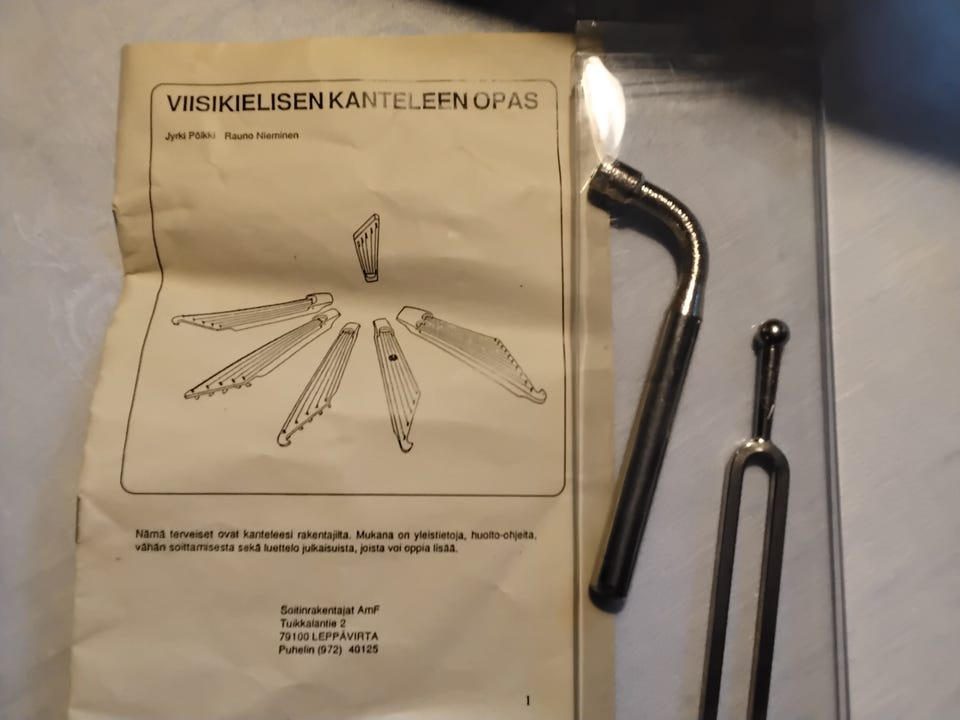 VIISIKIELISEN KANTELEEN OPAS
Jyrki Pölkki Rauno Nieminen
Nämä terveiset ovat kanteleesi rakentajilta. Mukana on yleistietoja, huolto-ohjeita,
vähän soittamisesta sekä luettelo julkaisuista, joista voi oppia lisää.
Soitinrakentajat AmF
Tuikkalantie 2
79100 LEPPÄVIRTA
Puhelin (972) 40125
1